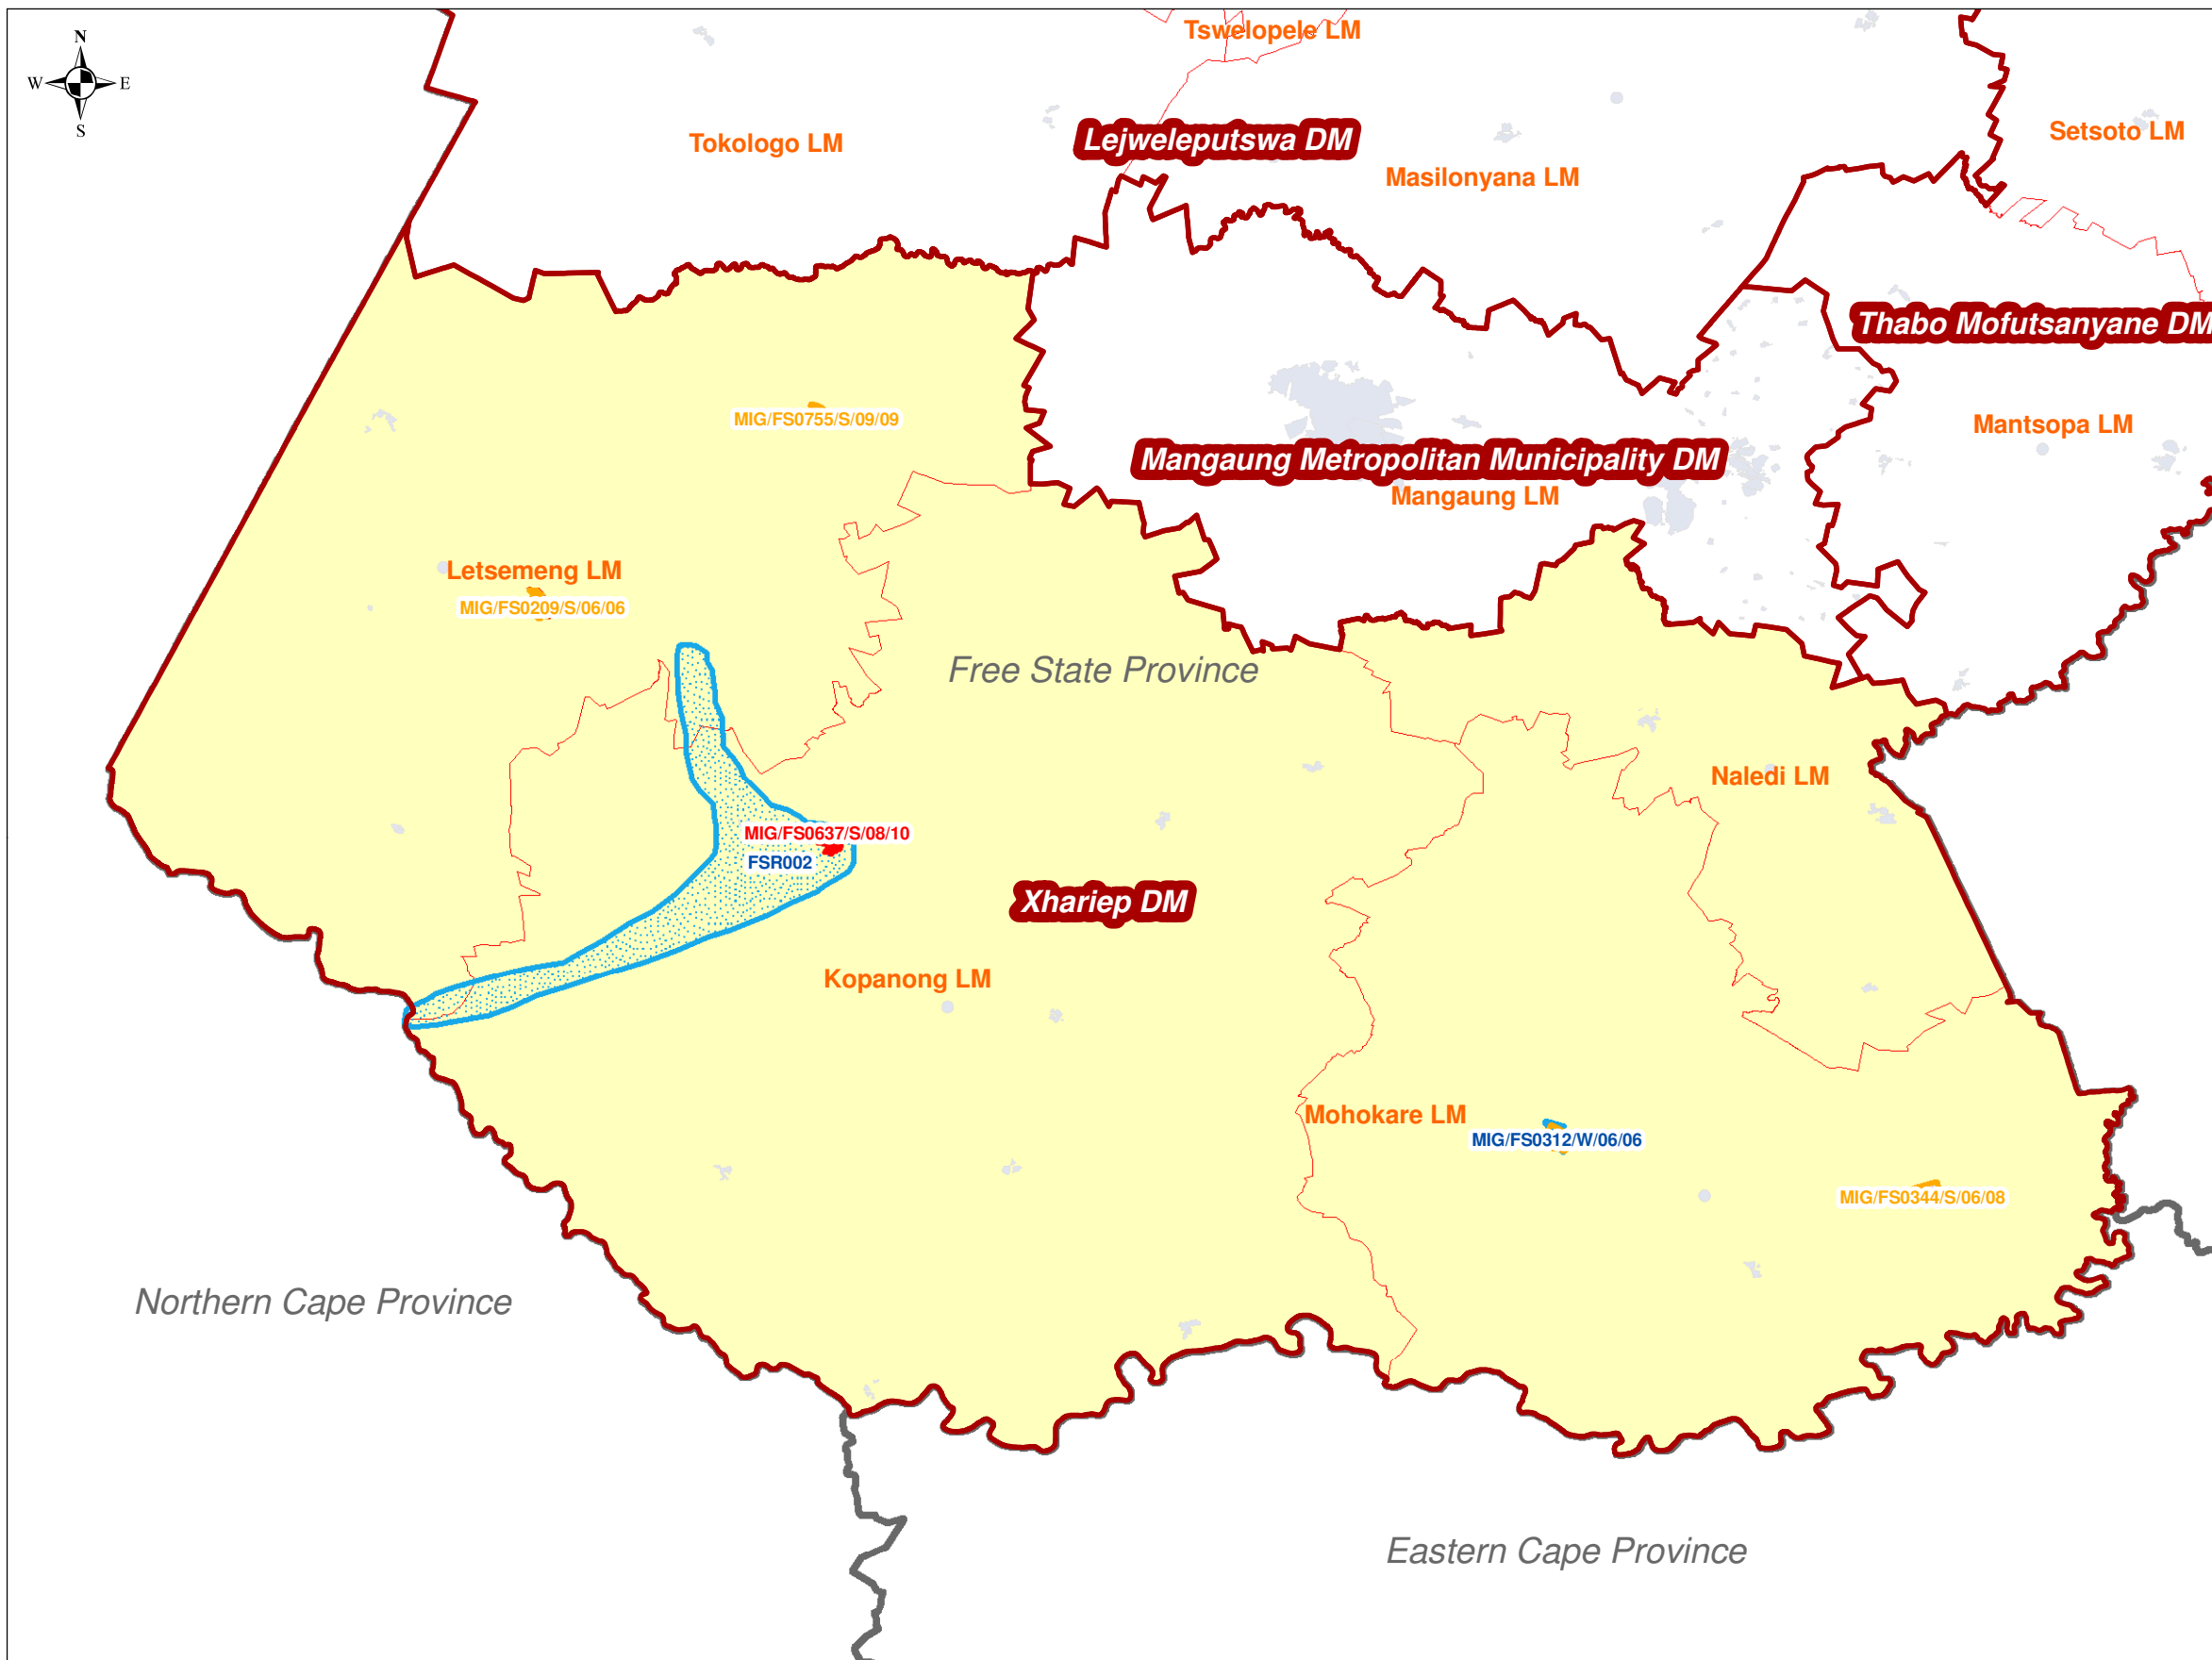 Tswelopele LM
N
W E
S
Setsoto LM
Lejweleputswa DM
Tokologo LM
Masilonyana LM
Thabo Mofutsanyane DM
MIG/FS0755/S/09/09
Mantsopa LM
Mangaung Metropolitan Municipality DM
Mangaung LM
Letsemeng LM
MIG/FS0209/S/06/06
Free State Province
Naledi LM
MIG/FS0637/S/08/10
FSR002
Xhariep DM
Kopanong LM
Mohokare LM
MIG/FS0312/W/06/06
MIG/FS0344/S/06/08
Northern Cape Province
Eastern Cape Province